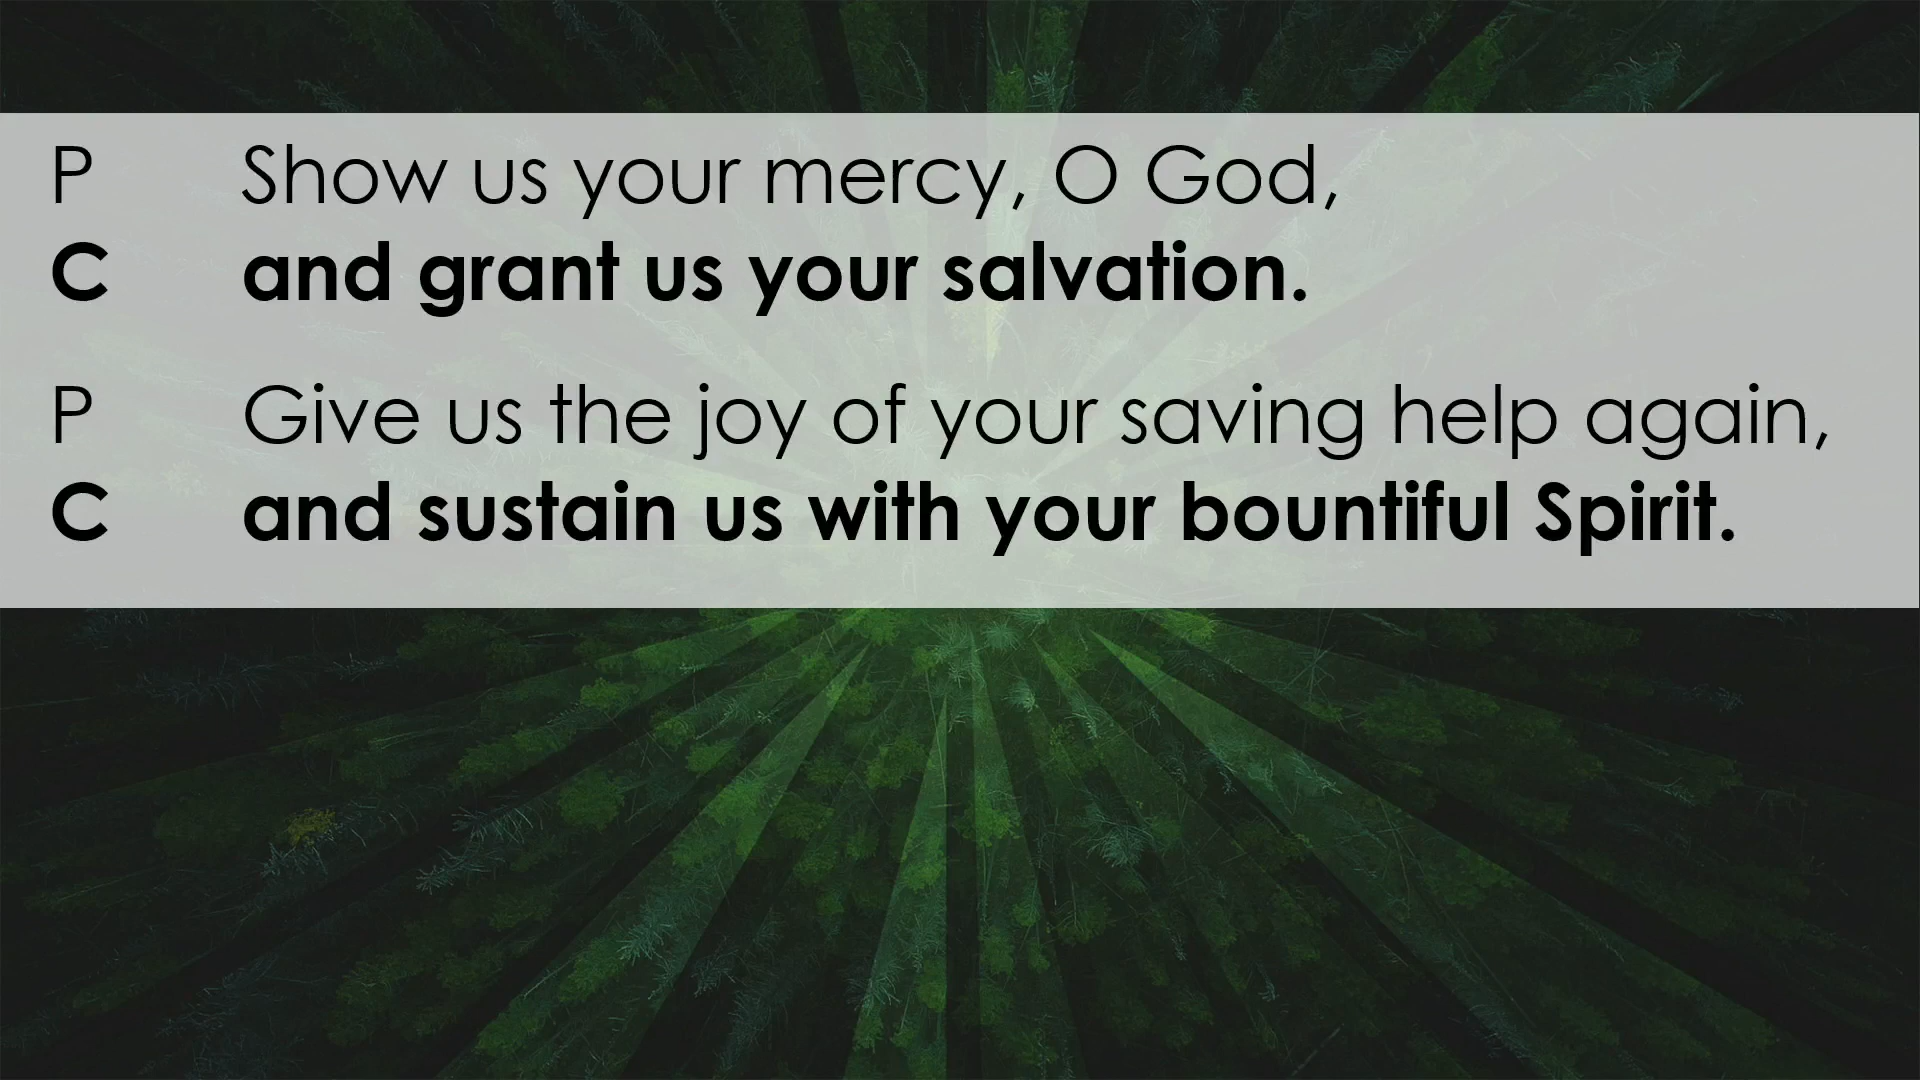 P Show us your mercy, O God,
C and grant us your salvation.
P Give us the joy of your saving help again,
C and sustain us with your bountiful Spirit.